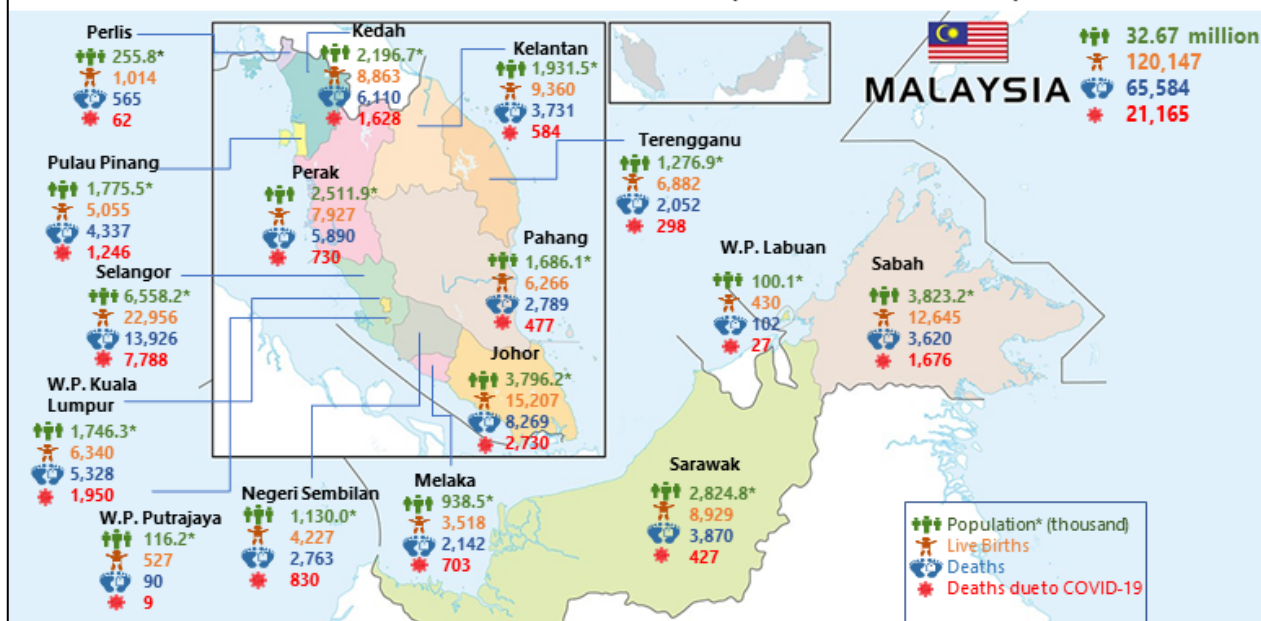 Perlis
255.8*
1,014
565
62
Kedah
2,196.7*
8,863
6,110
1,628
Kelantan
1,931.5*
9,360
3,731
584
MALAYSIA
32.67 million
120,147
65,584
21,165
Pulau Pinang
1,775.5*
5,055
4,337
1,246
Perak
2,511.9*
7,927
5,890
730
Terengganu
1,276.9*
6,882
2,052
298
Selangor
6,558.2*
22,956
13,926
7,788
Pahang
1,686.1*
6,266
2,789
477
W.P. Labuan
100.1*
430
102
27
Sabah
3,823.2*
12,645
3,620
1,676
W.P. Kuala
Lumpur
1,746.3*
6,340
5,328
1,950
Johor
3,796.2*
15,207
8,269
2,730
W.P. Putrajaya
116.2*
527
90
9
Negeri Sembilan
1,130.0*
4,227
2,763
830
Melaka
938.5*
3,518
2,142
703
Sarawak
2,824.8*
8,929
3,870
427
Population* (thousand)
Live Births
Deaths
Deaths due to COVID-19